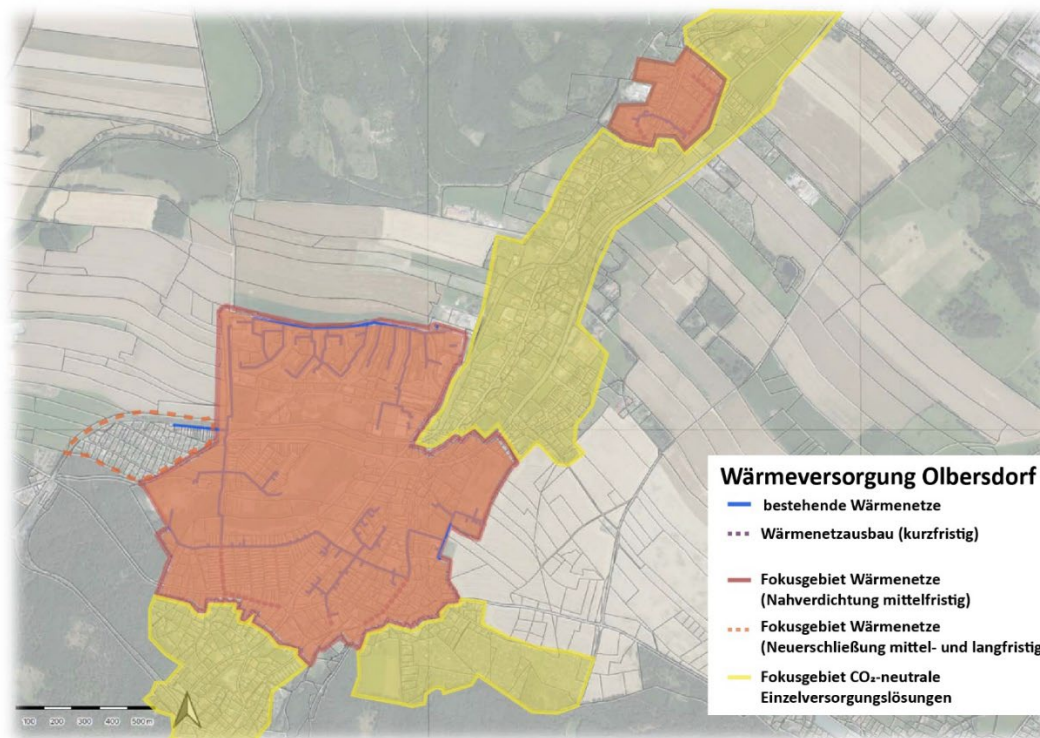 Wärmeversorgung Olbersdorf
bestehende Wärmenetze
Wärmenetzausbau (kurzfristig)
Fokusgebiet Wärmenetze
(Nahverdichtung mittelfristig)
Fokusgebiet Wärmenetze
(Neuerschließung mittel- und langfristig
Fokusgebiet CO₂-neutrale
Einzelversorgungslösungen
100 200 300 400 500 m